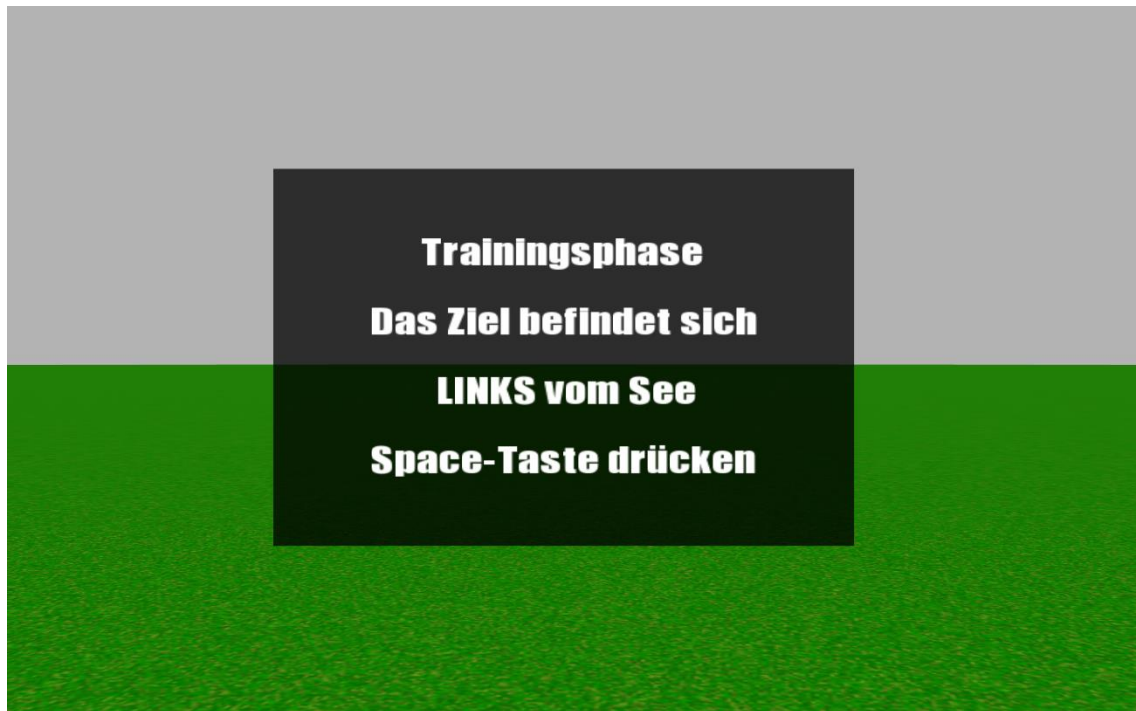 Trainingsphase
Das Ziel befindet sich
LINKS vom See
Space-Taste drücken